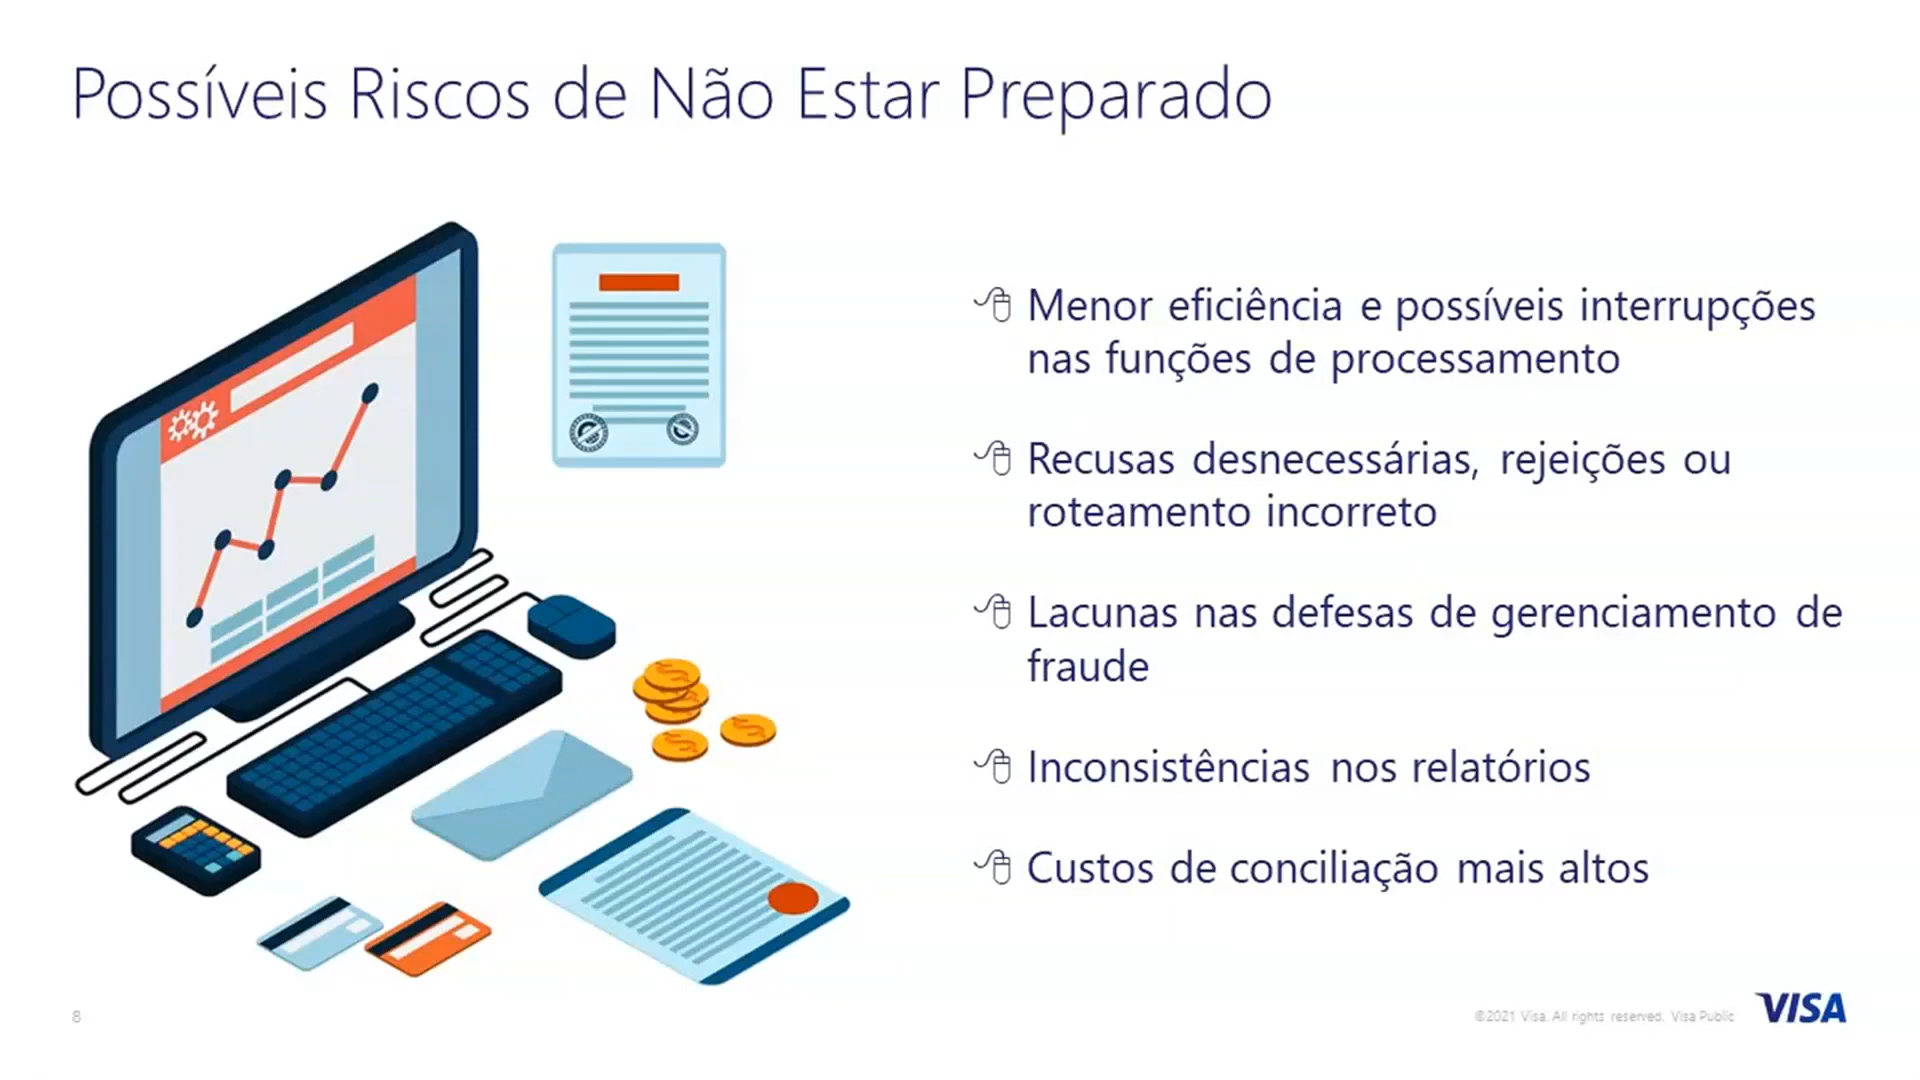 Possíveis Riscos de Não Estar Preparado
Menor eficiência e possíveis interrupções
nas funções de processamento
Recusas desnecessárias, rejeições ou
roteamento incorreto
Lacunas nas defesas de gerenciamento de
fraude
Inconsistências nos relatórios
Custos de conciliação mais altos
8
©2021 Visa. All rights reserved. Visa Public
VISA